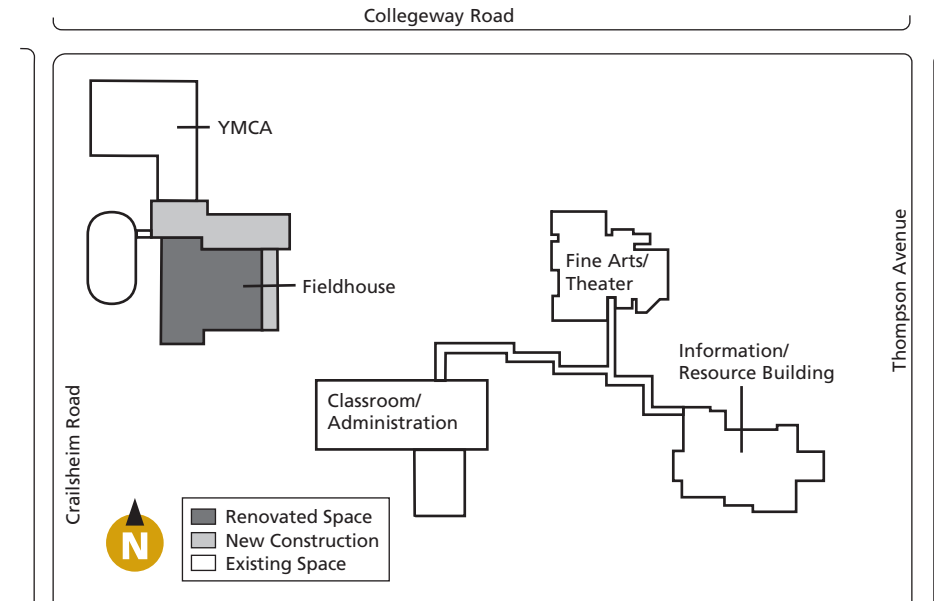 Collegeway Road
YMCA
Fine Arts/
Theater
Fieldhouse
Thompson Avenue
Information/
Resource Building
Classroom/
Administration
Crailsheim Road
N
Renovated Space
New Construction
Existing Space